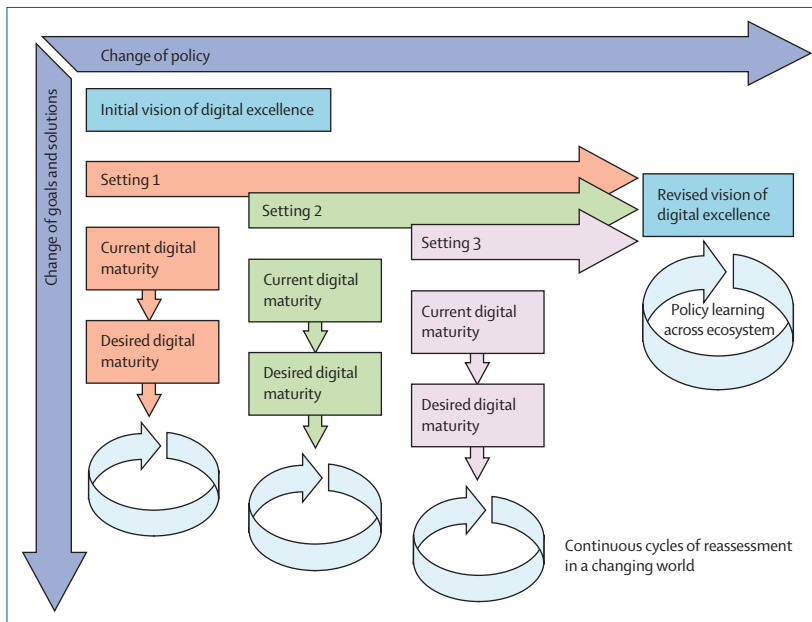 Change of policy
Change of goals and solutions
Initial vision of digital excellence
Setting 1
Setting 2
Setting 3
Revised vision of
digital excellence
Current digital
maturity
Desired digital
maturity
Current digital
maturity
Desired digital
maturity
Current digital
maturity
Desired digital
maturity
Policy learning
across ecosystem
Continuous cycles of reassessment
in a changing world